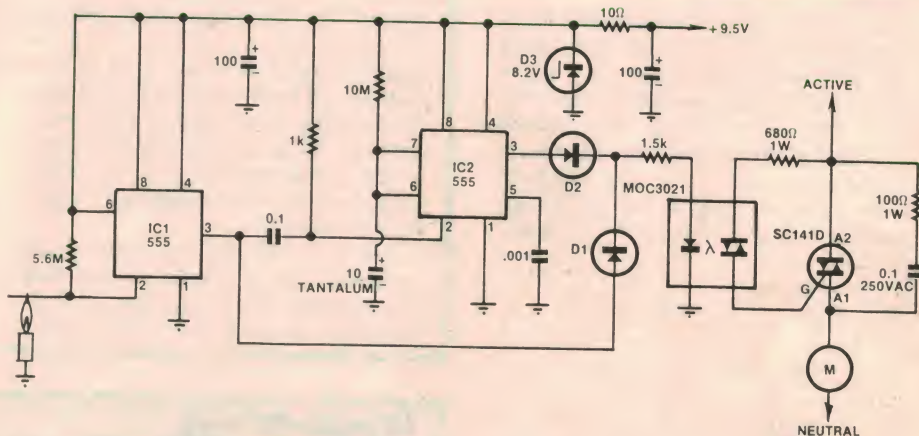 +9.5V
10Ω
100
+
−
D3
8.2V
100
+
−
ACTIVE
10M
1k
8
4
8
4
7
6
IC2
555
3
5
2
1
D2
1.5k
680Ω
1W
MOC3021
λ
100Ω
1W
SC141D
A2
G
A1
0.1
250VAC
6
IC1
555
3
5.6M
2
1
0.1
.001
D1
10
TANTALUM
+
−
M
NEUTRAL